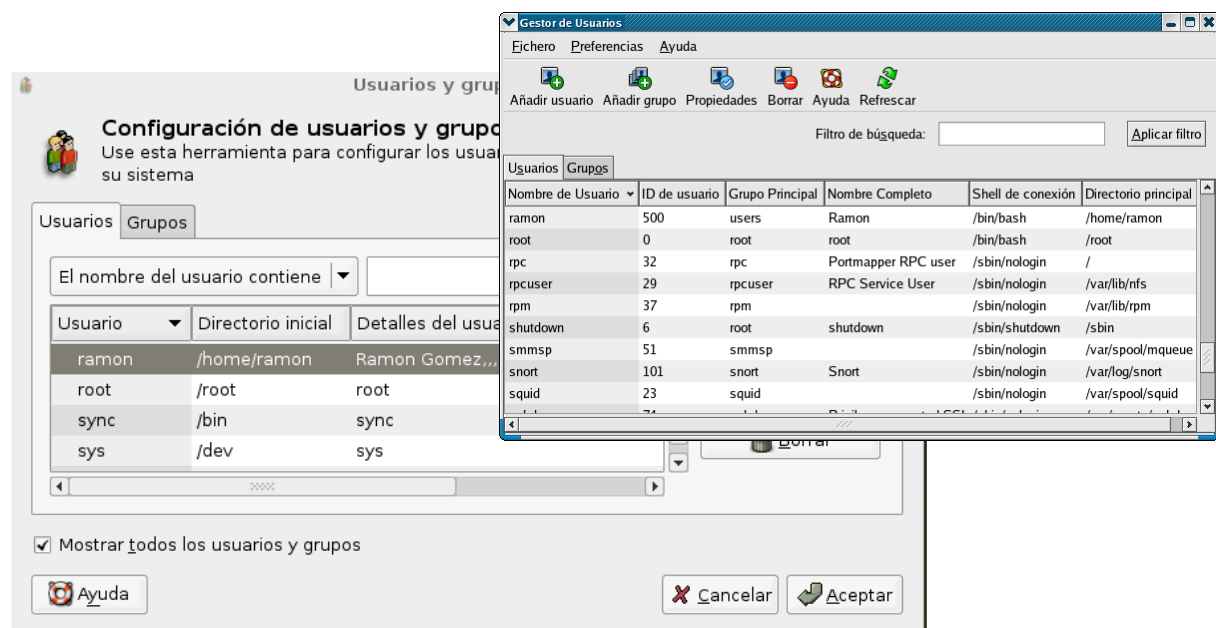 Gestor de Usuarios
Fichero Preferencias Ayuda
Añadir usuario Añadir grupo Propiedades Borrar Ayuda Refrescar
Filtro de búsqueda: Aplicar filtro
Usuarios Grupos
Nombre de Usuario ID de usuario Grupo Principal Nombre Completo Shell de conexión Directorio principal
ramon 500 users Ramon /bin/bash /home/ramon
root 0 root root /bin/bash /root
rpc 32 rpc Portmapper RPC user /sbin/nologin /
rpcuser 29 rpcuser RPC Service User /sbin/nologin /var/lib/nfs
rpm 37 rpm /sbin/nologin /var/lib/rpm
shutdown 6 root shutdown /sbin/shutdown /sbin
smmsp 51 smmsp /sbin/nologin /var/spool/mqueue
snort 101 snort Snort /sbin/nologin /var/log/snort
squid 23 squid /sbin/nologin /var/spool/squid
Usuarios y grup
Configuración de usuarios y grupo
Use esta herramienta para configurar los usuar
su sistema
Usuarios Grupos
El nombre del usuario contiene
Usuario Directorio inicial Detalles del usua
ramon /home/ramon Ramon Gomez,,,
root /root root
sync /bin sync
sys /dev sys
Borrar
Mostrar todos los usuarios y grupos
Ayuda Cancelar Aceptar